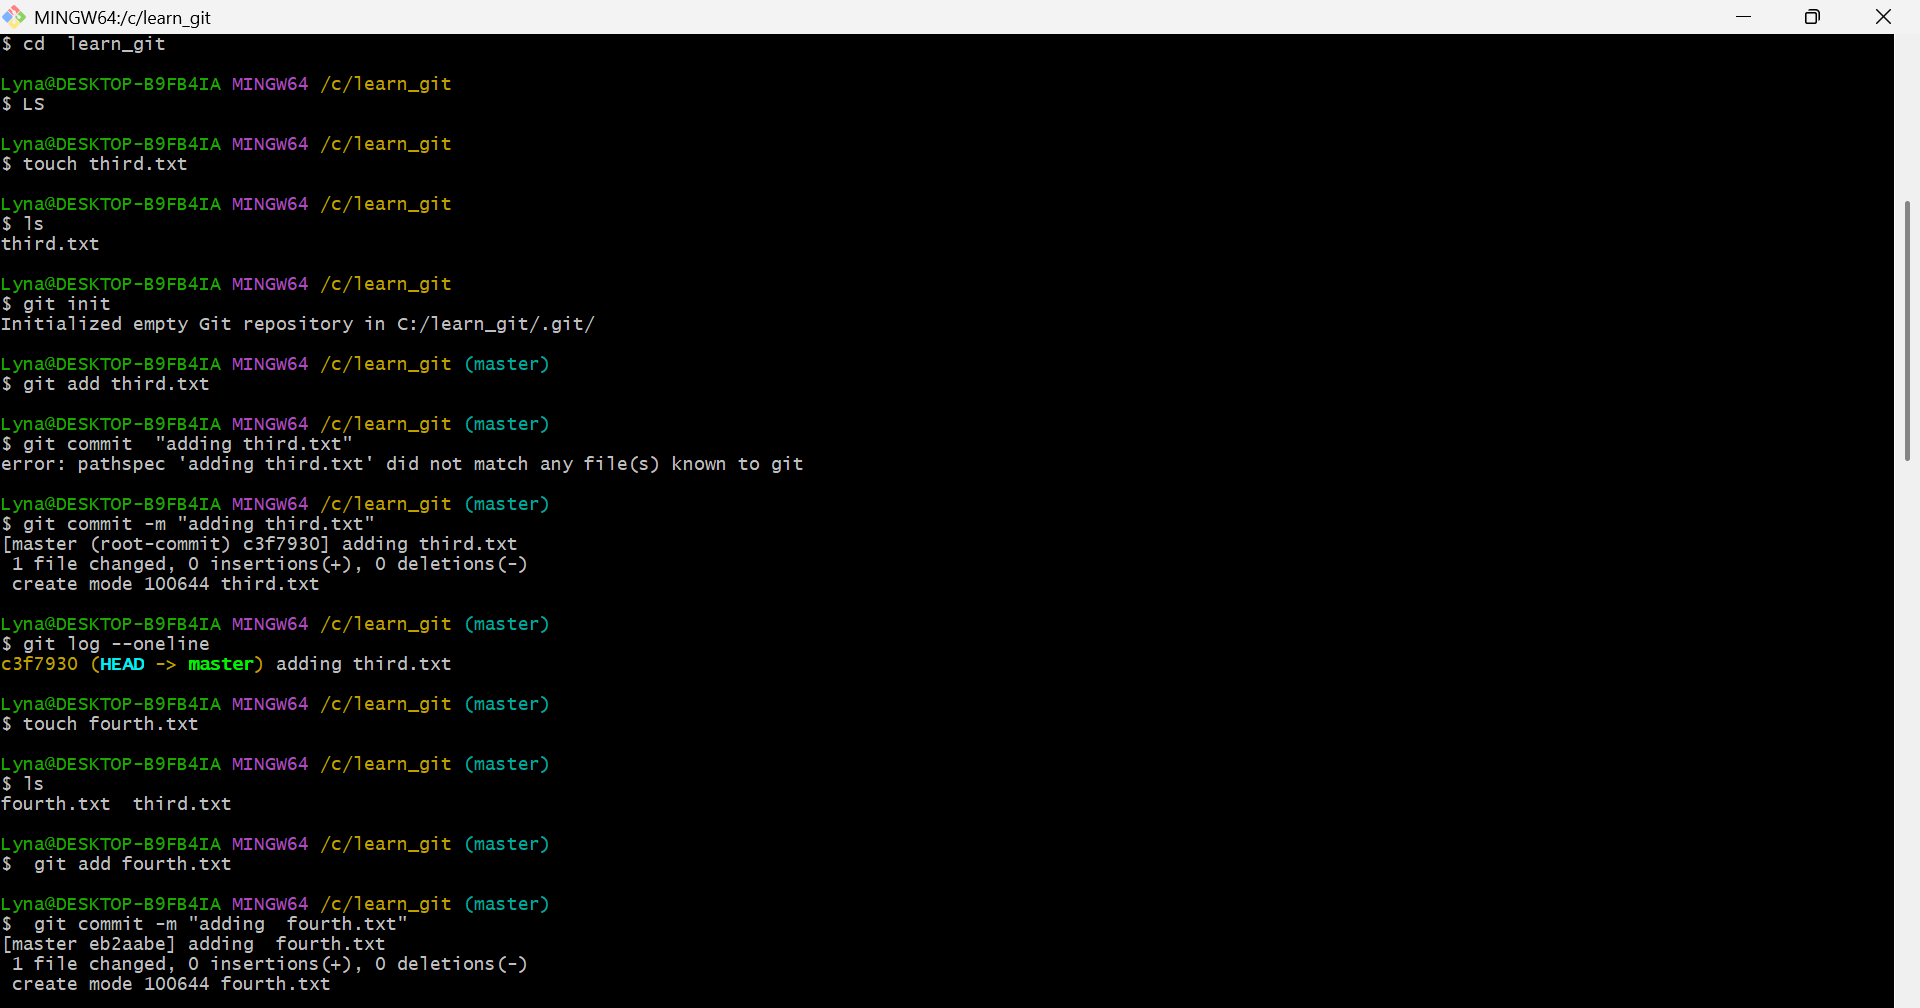 MINGW64:/c/learn_git
$ cd  learn_git
Lyna@DESKTOP-B9FB4IA MINGW64 /c/learn_git
$ LS
Lyna@DESKTOP-B9FB4IA MINGW64 /c/learn_git
$ touch third.txt
Lyna@DESKTOP-B9FB4IA MINGW64 /c/learn_git
$ ls
third.txt
Lyna@DESKTOP-B9FB4IA MINGW64 /c/learn_git
$ git init
Initialized empty Git repository in C:/learn_git/.git/
Lyna@DESKTOP-B9FB4IA MINGW64 /c/learn_git (master)
$ git add third.txt
Lyna@DESKTOP-B9FB4IA MINGW64 /c/learn_git (master)
$ git commit  "adding third.txt"
error: pathspec 'adding third.txt' did not match any file(s) known to git
Lyna@DESKTOP-B9FB4IA MINGW64 /c/learn_git (master)
$ git commit -m "adding third.txt"
[master (root-commit) c3f7930] adding third.txt
 1 file changed, 0 insertions(+), 0 deletions(-)
 create mode 100644 third.txt
Lyna@DESKTOP-B9FB4IA MINGW64 /c/learn_git (master)
$ git log --oneline
c3f7930 (HEAD -> master) adding third.txt
Lyna@DESKTOP-B9FB4IA MINGW64 /c/learn_git (master)
$ touch fourth.txt
Lyna@DESKTOP-B9FB4IA MINGW64 /c/learn_git (master)
$ ls
fourth.txt  third.txt
Lyna@DESKTOP-B9FB4IA MINGW64 /c/learn_git (master)
$  git add fourth.txt
Lyna@DESKTOP-B9FB4IA MINGW64 /c/learn_git (master)
$  git commit -m "adding  fourth.txt"
[master eb2aabe] adding  fourth.txt
 1 file changed, 0 insertions(+), 0 deletions(-)
 create mode 100644 fourth.txt